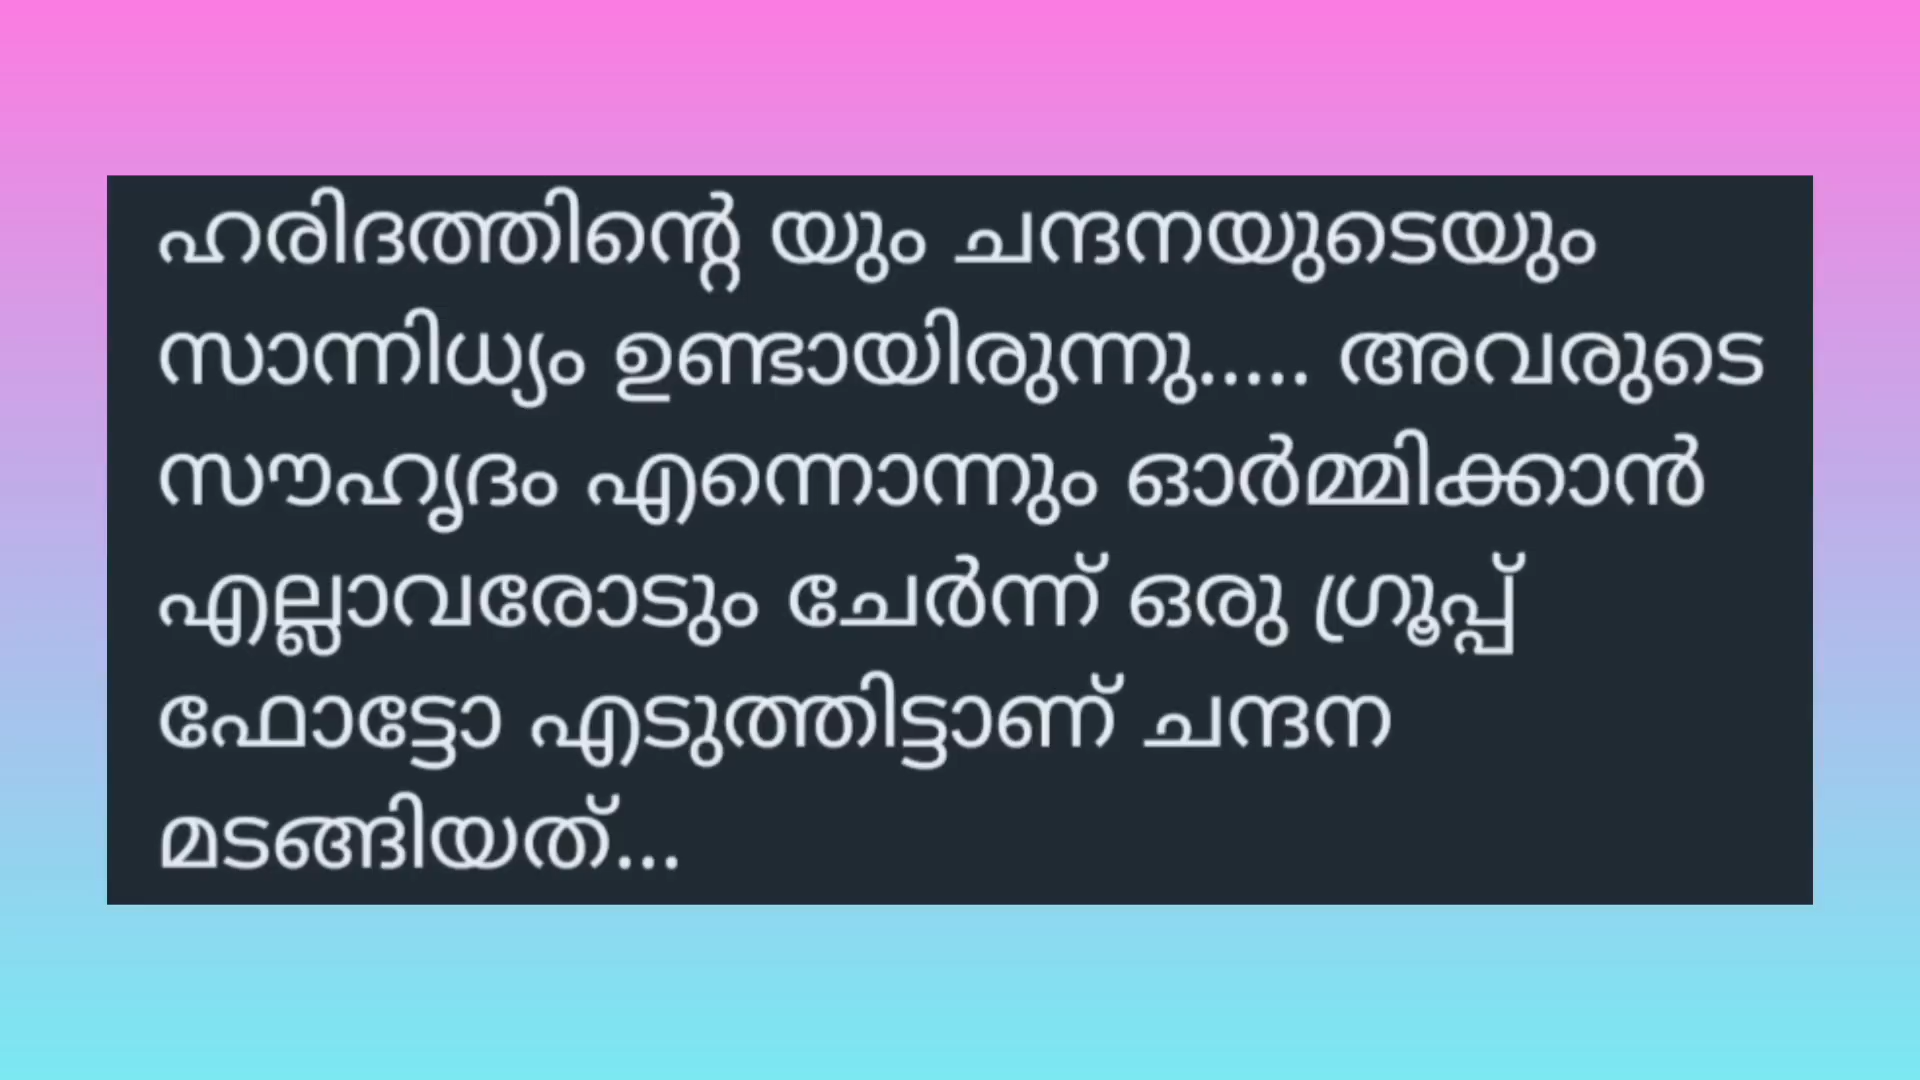 ഹരിദത്തിന്റെ യും ചന്ദനയുടെയും
സാന്നിധ്യം ഉണ്ടായിരുന്നു..... അവരുടെ
സൗഹൃദം എന്നൊന്നും ഓർമ്മിക്കാൻ
എല്ലാവരോടും ചേർന്ന് ഒരു ഗ്രൂപ്പ്
ഫോട്ടോ എടുത്തിട്ടാണ് ചന്ദന
മടങ്ങിയത്...